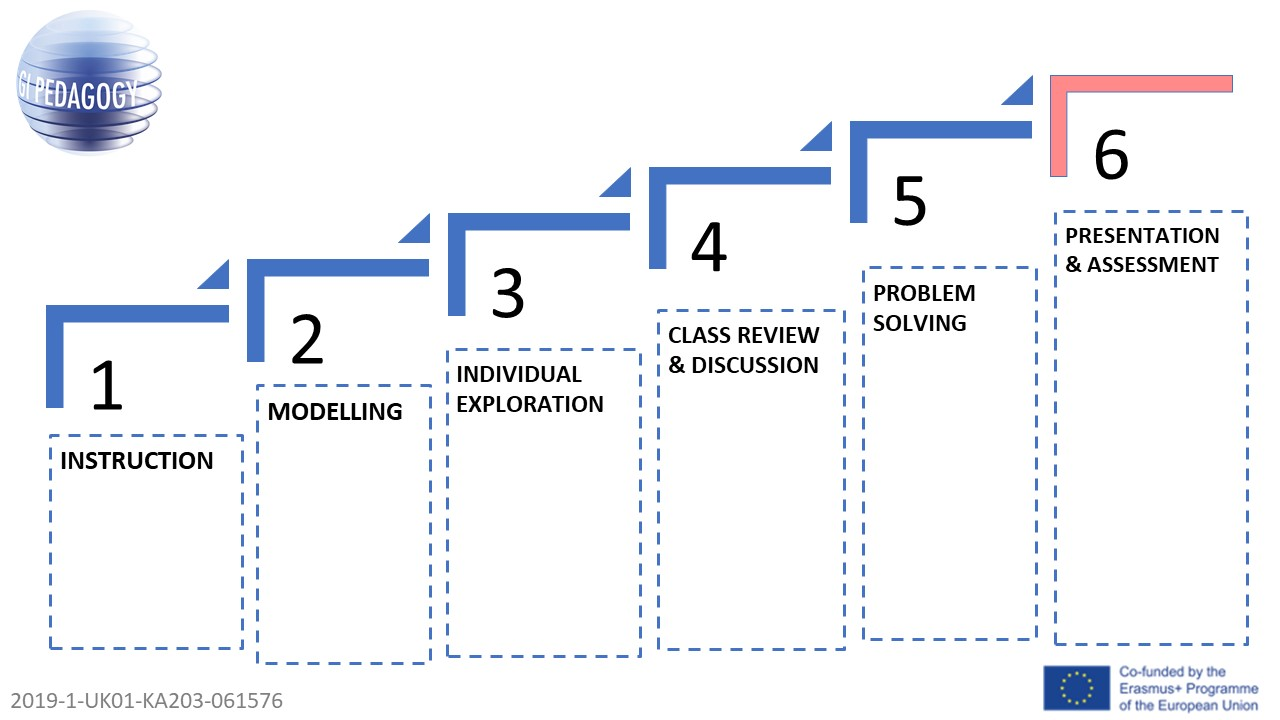 GI PEDAGOGY
1
INSTRUCTION
2
MODELLING
3
INDIVIDUAL
EXPLORATION
4
CLASS REVIEW
& DISCUSSION
5
PROBLEM
SOLVING
6
PRESENTATION
& ASSESSMENT
2019-1-UK01-KA203-061576
Co-funded by the
Erasmus+ Programme
of the European Union